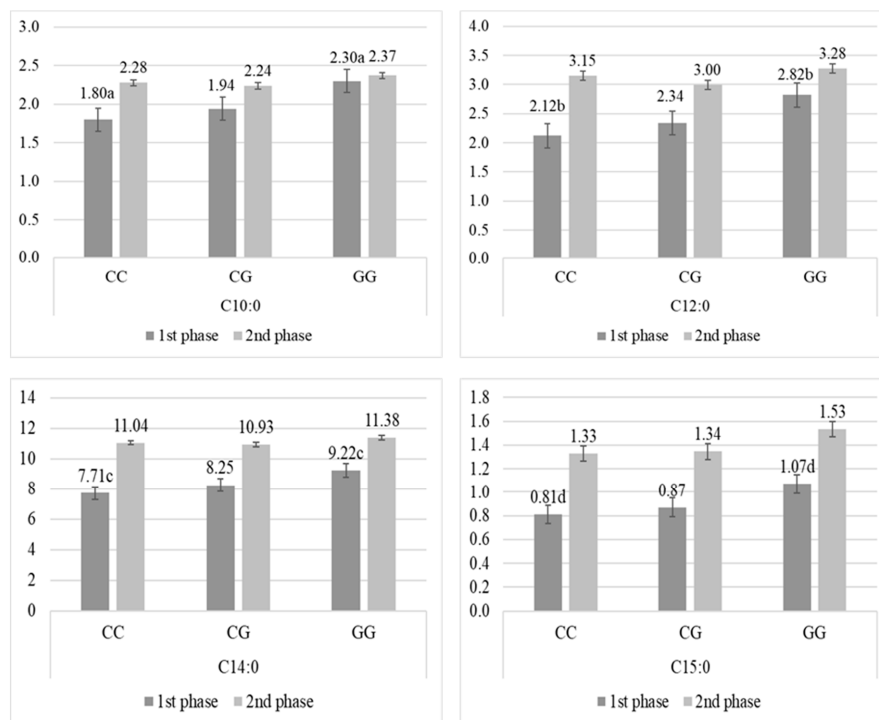 3.0
2.5
2.0
1.5
1.0
0.5
0.0
1.80a
2.28
1.94
2.24
2.30a
2.37
CC CG GG
C10:0
1st phase 2nd phase
4.0
3.5
3.0
2.5
2.0
1.5
1.0
0.5
0.0
2.12b
3.15
2.34
3.00
2.82b
3.28
CC CG GG
C12:0
1st phase 2nd phase
14
12
10
8
6
4
2
0
7.71c
11.04
8.25
10.93
9.22c
11.38
CC CG GG
C14:0
1st phase 2nd phase
1.8
1.6
1.4
1.2
1.0
0.8
0.6
0.4
0.2
0.0
0.81d
1.33
0.87
1.34
1.07d
1.53
CC CG GG
C15:0
1st phase 2nd phase